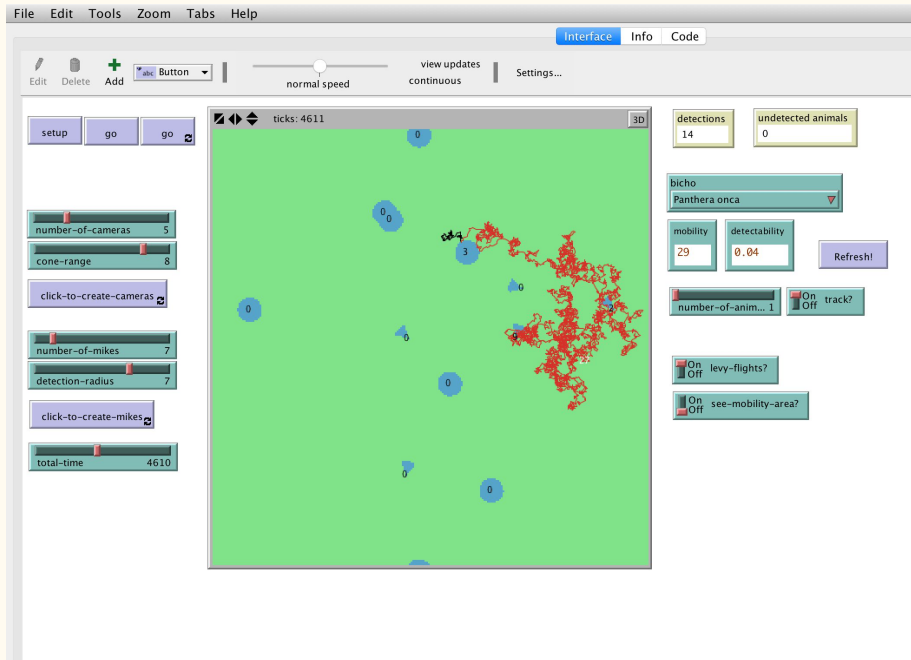 File Edit Tools Zoom Tabs Help
Interface Info Code
Edit Delete Add abc Button normal speed view updates continuous Settings...
setup go go
ticks: 4611 3D
detections
14
undetected animals
0
bicho
Panthera onca
mobility
29
detectability
0.04
Refresh!
number-of-anim... 1
On Off track?
On Off levy-flights?
On Off see-mobility-area?
number-of-cameras 5
cone-range 8
click-to-create-cameras
number-of-mikes 7
detection-radius 7
click-to-create-mikes
total-time 4610
0
0
0
3
0
0
2
0
9
0
0
0